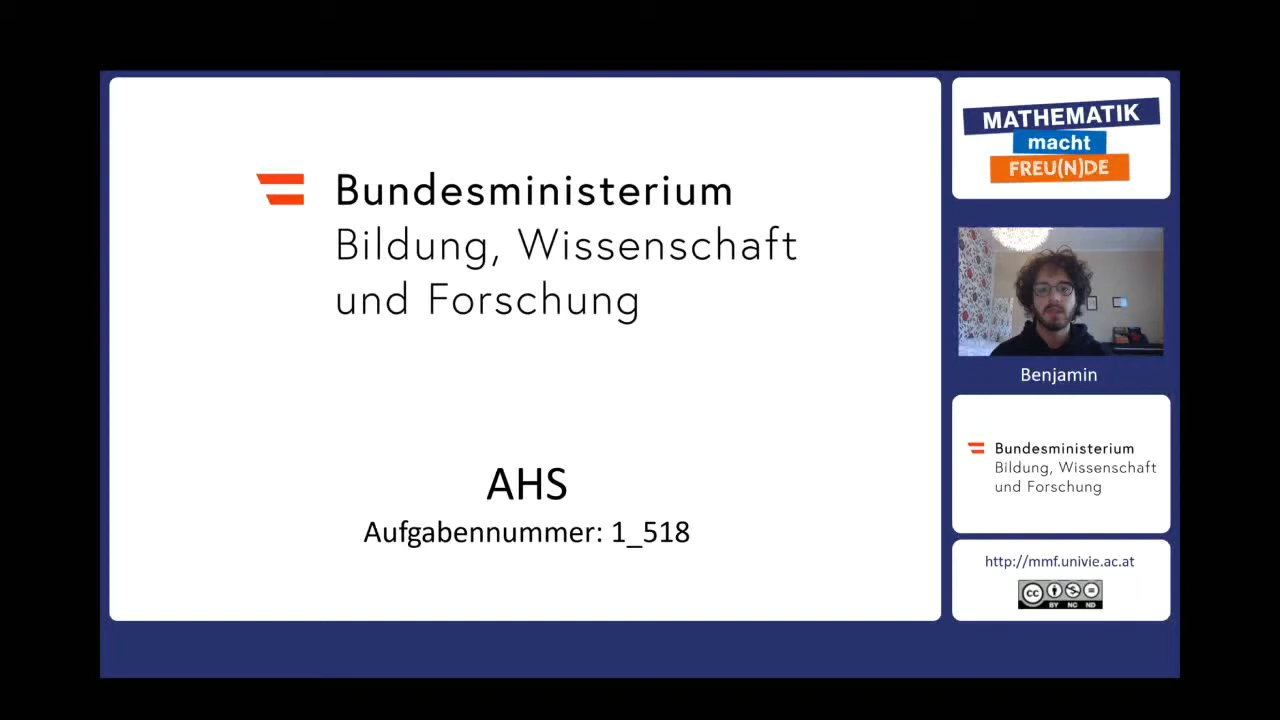 Bundesministerium
Bildung, Wissenschaft
und Forschung
AHS
Aufgabennummer: 1_518
MATHEMATIK
macht
FREU(N)DE
Benjamin
Bundesministerium
Bildung, Wissenschaft
und Forschung
http://mmf.univie.ac.at
cc
BY NC ND